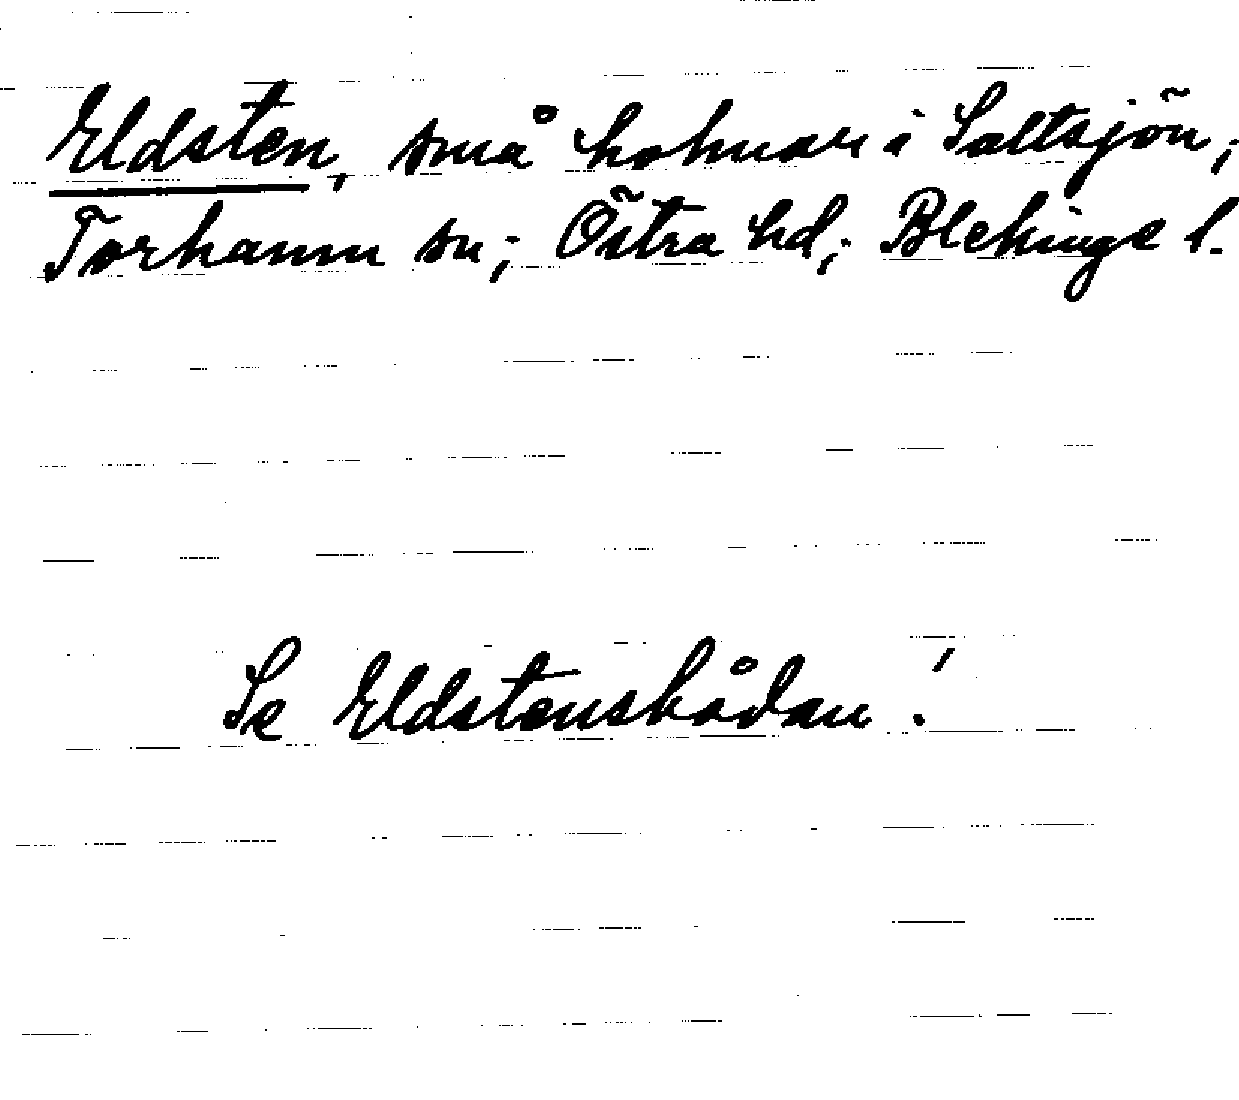 Eldsten, små holmar i Saltsjön,
Torhamn sn; Östra hd; Blekinge l.
Se Eldstensbådan!